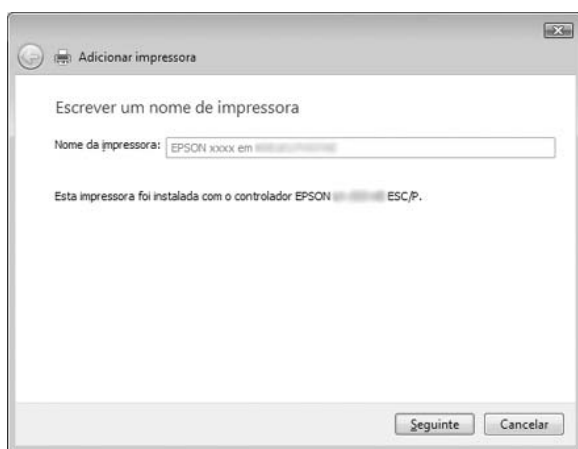 Adicionar impressora
Escrever um nome de impressora
Nome da impressora: EPSON xxxx em
Esta impressora foi instalada com o controlador EPSON ESC/P.
Seguinte Cancelar